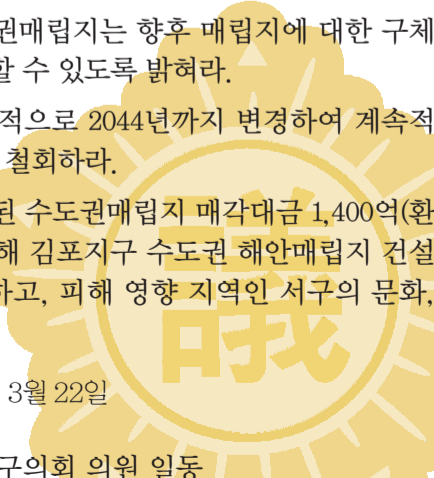 권매립지는 향후 매립지에 대한 구체
할 수 있도록 밝혀라.
적으로 2044년까지 변경하여 계속적
철회하라.
된 수도권매립지 매각대금 1,400억(환
해 김포지구 수도권 해안매립지 건설
하고, 피해 영향 지역인 서구의 문화,
議
3월 22일
구의회 의원 일동